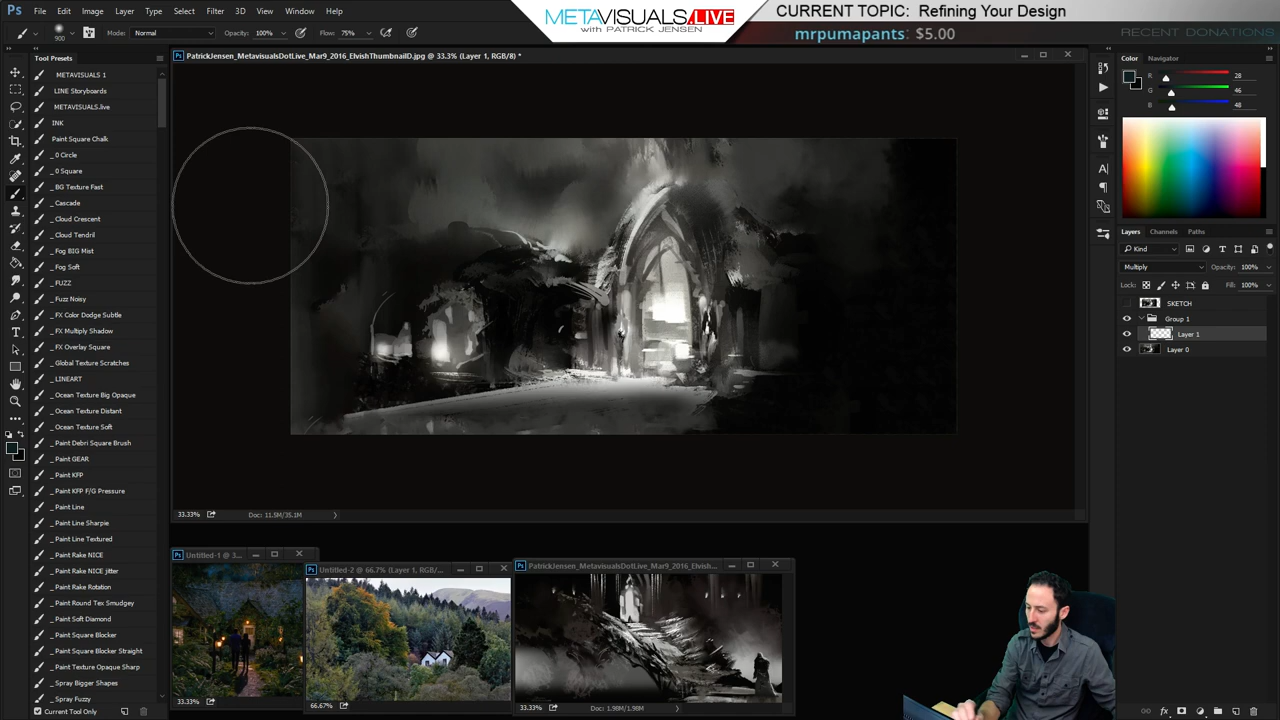 Ps File Edit Image Layer Type Select Filter 3D View Window Help
METAVISUALS.LIVE
with PATRICK JENSEN
CURRENT TOPIC: Refining Your Design
mrpumapants: $5.00
RECENT DONATIONS
900 Mode: Normal Opacity: 100% Flow: 75%
Ps PatrickJensen_MetavisualsDotLive_Mar9_2016_ElvishThumbnailD.jpg @ 33.3% (Layer 1, RGB/8) *
Tool Presets
METAVISUALS 1
LINE Storyboards
METAVISUALS.live
INK
Paint Square Chalk
_ 0 Circle
_ 0 Square
_ BG Texture Fast
_ Cascade
_ Cloud Crescent
_ Cloud Tendril
_ Fog BIG Mist
_ Fog Soft
_ FUZZ
_ Fuzz Noisy
_ FX Color Dodge Subtle
_ FX Multiply Shadow
_ FX Overlay Square
_ Global Texture Scratches
_ LINEART
_ Ocean Texture Big Opaque
_ Ocean Texture Distant
_ Ocean Texture Soft
_ Paint Debri Square Brush
_ Paint GEAR
_ Paint KFP
_ Paint KFP F/G Pressure
_ Paint Line
_ Paint Line Sharpie
_ Paint Line Textured
_ Paint Rake NICE
_ Paint Rake NICE jitter
_ Paint Rake Rotation
_ Paint Round Tex Smudgey
_ Paint Soft Diamond
_ Paint Square Blocker
_ Paint Square Blocker Straight
_ Paint Texture Opaque Sharp
_ Spray Bigger Shapes
_ Spray Fuzzy
Current Tool Only
33.33% Doc: 11.5M/35.1M
Ps Untitled-1 @ 3...
33.33%
Ps Untitled-2 @ 66.7% (Layer 1, RGB/...
66.67%
Ps PatrickJensen_MetavisualsDotLive_Mar9_2016_Elvish...
33.33% Doc: 1.98M/1.98M
Color Navigator
R 28
G 46
B 48
Layers Channels Paths
Kind
Multiply Opacity: 100%
Lock: Fill: 100%
SKETCH
Group 1
Layer 1
Layer 0
fx